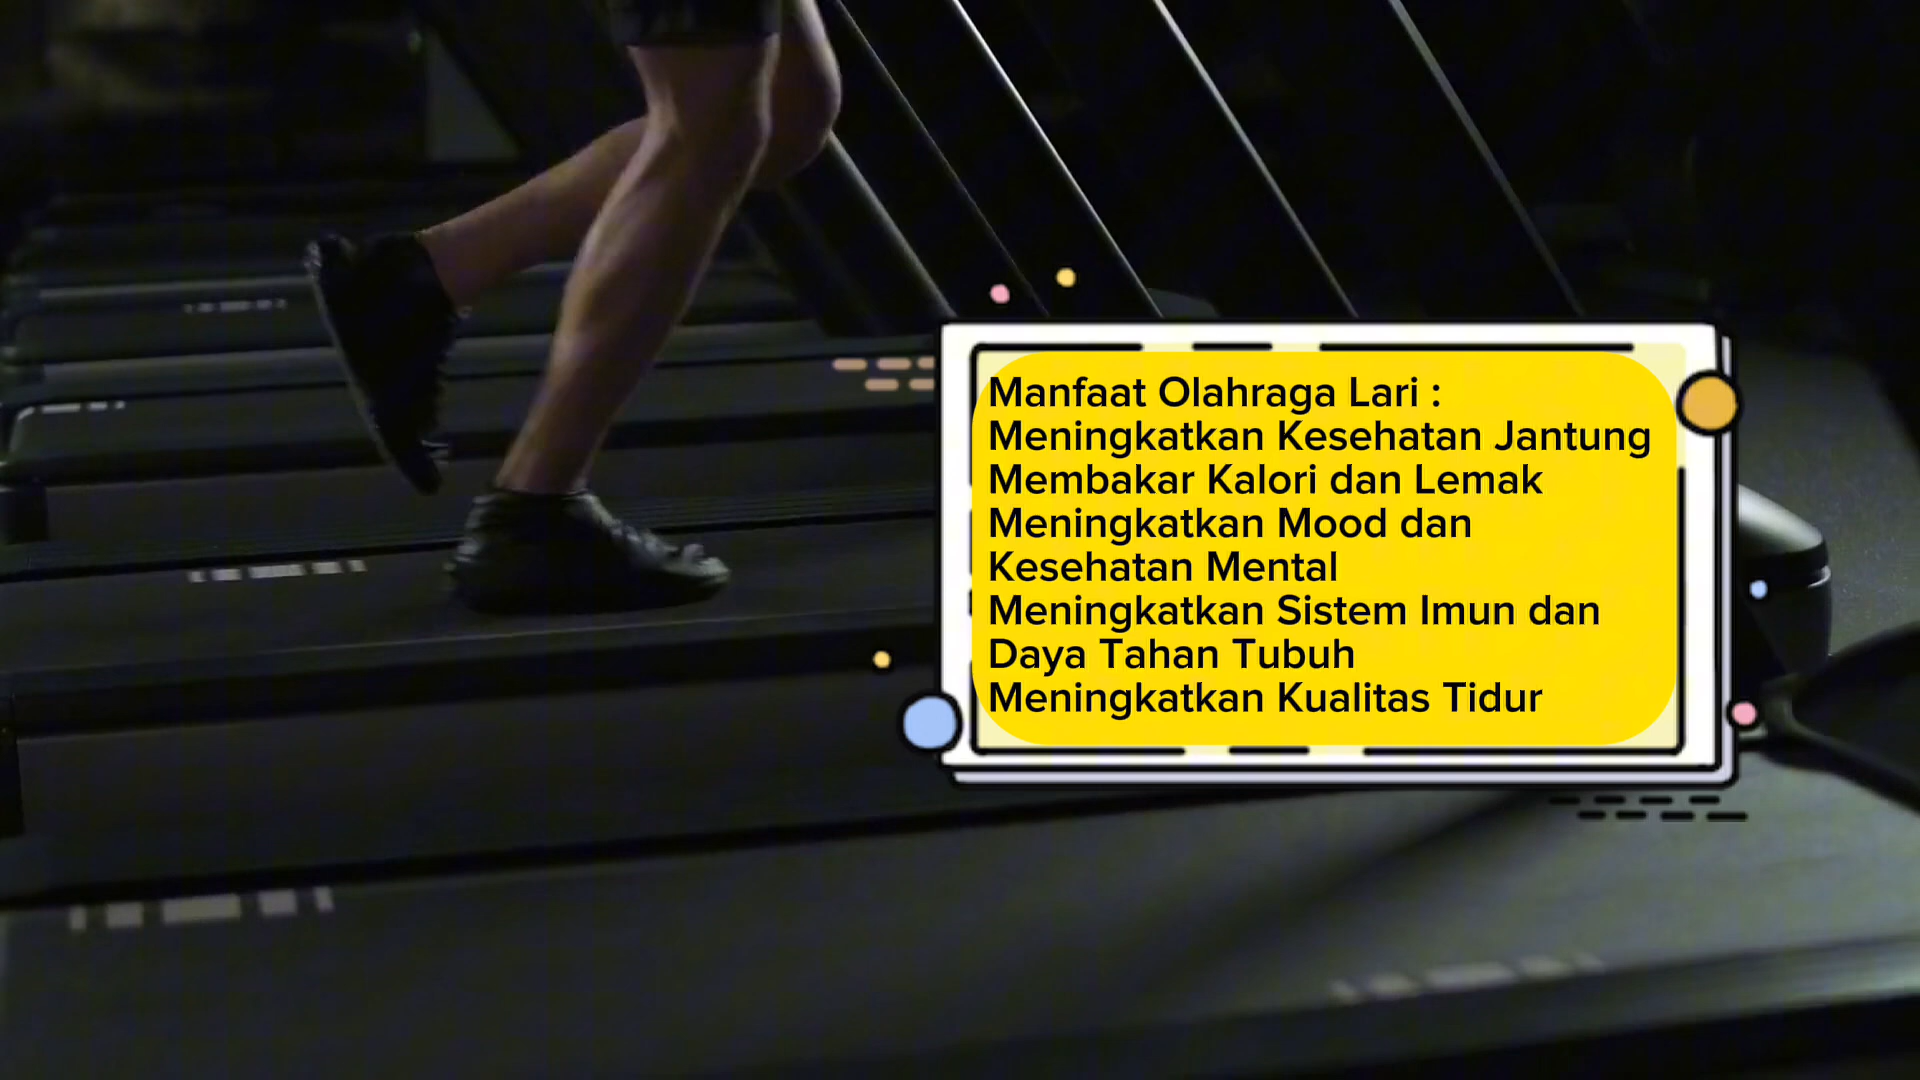 Manfaat Olahraga Lari :
Meningkatkan Kesehatan Jantung
Membakar Kalori dan Lemak
Meningkatkan Mood dan
Kesehatan Mental
Meningkatkan Sistem Imun dan
Daya Tahan Tubuh
Meningkatkan Kualitas Tidur